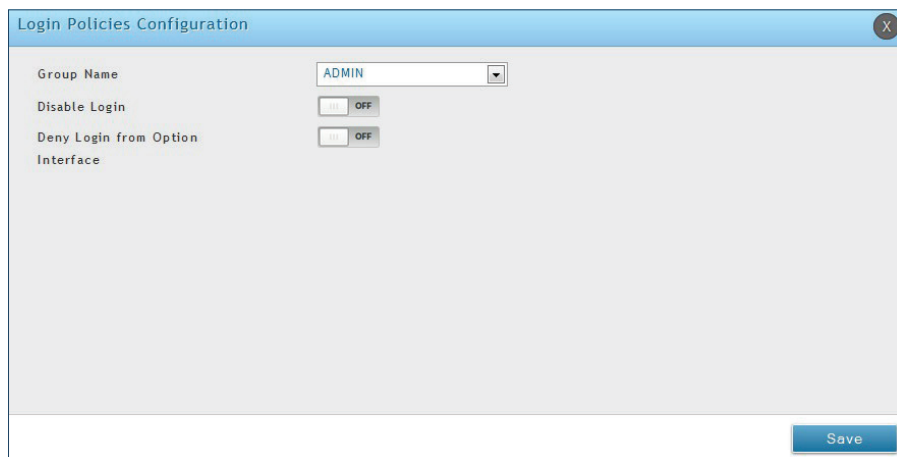 Login Policies Configuration
X
Group Name
ADMIN
Disable Login
OFF
Deny Login from Option
Interface
OFF
Save